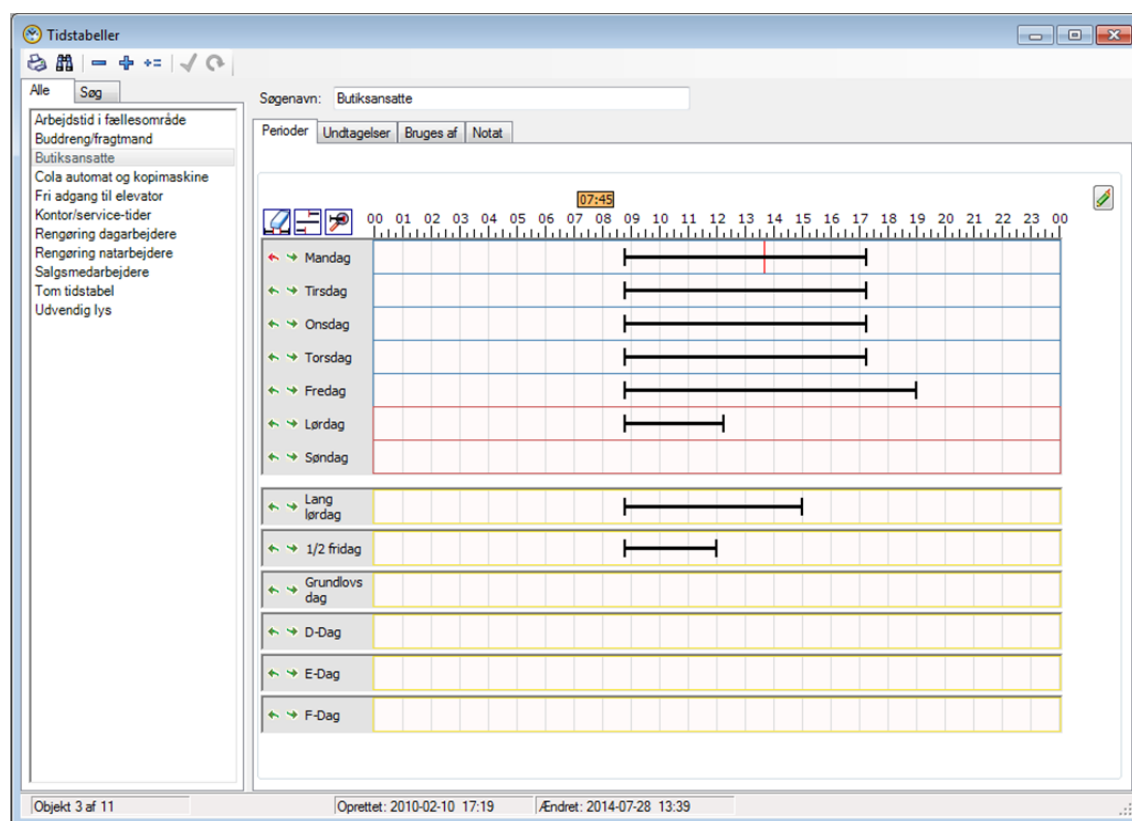 Tidstabeller
Alle Søg
Arbejdstid i fællesområde
Buddreng/fragtmand
Butiksansatte
Cola automat og kopimaskine
Fri adgang til elevator
Kontor/service-tider
Rengøring dagarbejdere
Rengøring natarbejdere
Salgsmedarbejdere
Tom tidstabel
Udvendig lys
Søgenavn: Butiksansatte
Perioder Undtagelser Bruges af Notat
07:45
00 01 02 03 04 05 06 07 08 09 10 11 12 13 14 15 16 17 18 19 20 21 22 23 00
Mandag
Tirsdag
Onsdag
Torsdag
Fredag
Lørdag
Søndag
Lang
lørdag
1/2 fridag
Grundlovs
dag
D-Dag
E-Dag
F-Dag
Objekt 3 af 11 Oprettet: 2010-02-10 17:19 Ændret: 2014-07-28 13:39